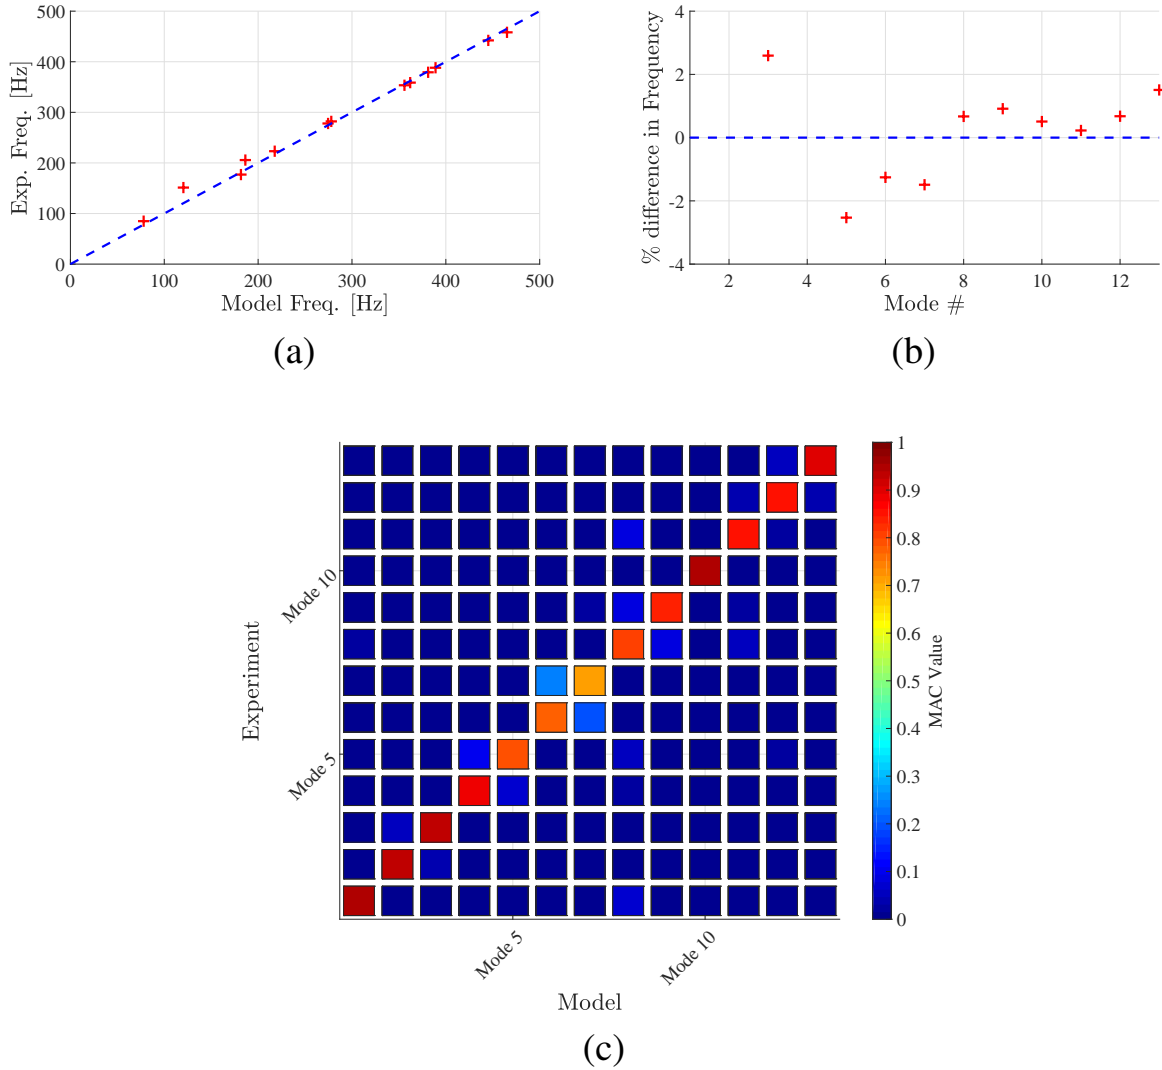 500
400
300
200
100
0
Exp. Freq. [Hz]
0 100 200 300 400 500
Model Freq. [Hz]
(a)
4
2
0
-2
-4
% difference in Frequency
2 4 6 8 10 12
Mode #
(b)
Mode 10
Mode 5
Experiment
Mode 5 Mode 10
Model
1
0.9
0.8
0.7
0.6
0.5
0.4
0.3
0.2
0.1
0
MAC Value
(c)